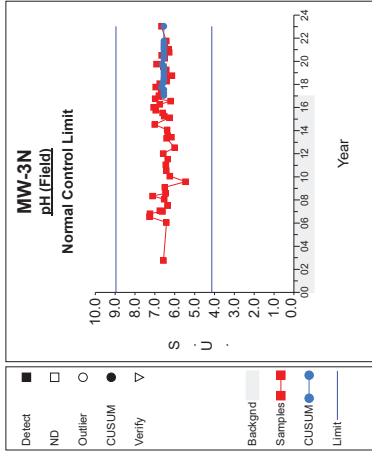 MW-3N
pH (Field)
Normal Control Limit
10.0
9.0
8.0
7.0
6.0
5.0
4.0
3.0
2.0
1.0
0.0
S . U .
00 02 04 06 08 10 12 14 16 18 20 22 24
Year
Detect
ND
Outlier
CUSUM
Verify
Backgnd
Samples
CUSUM
Limit